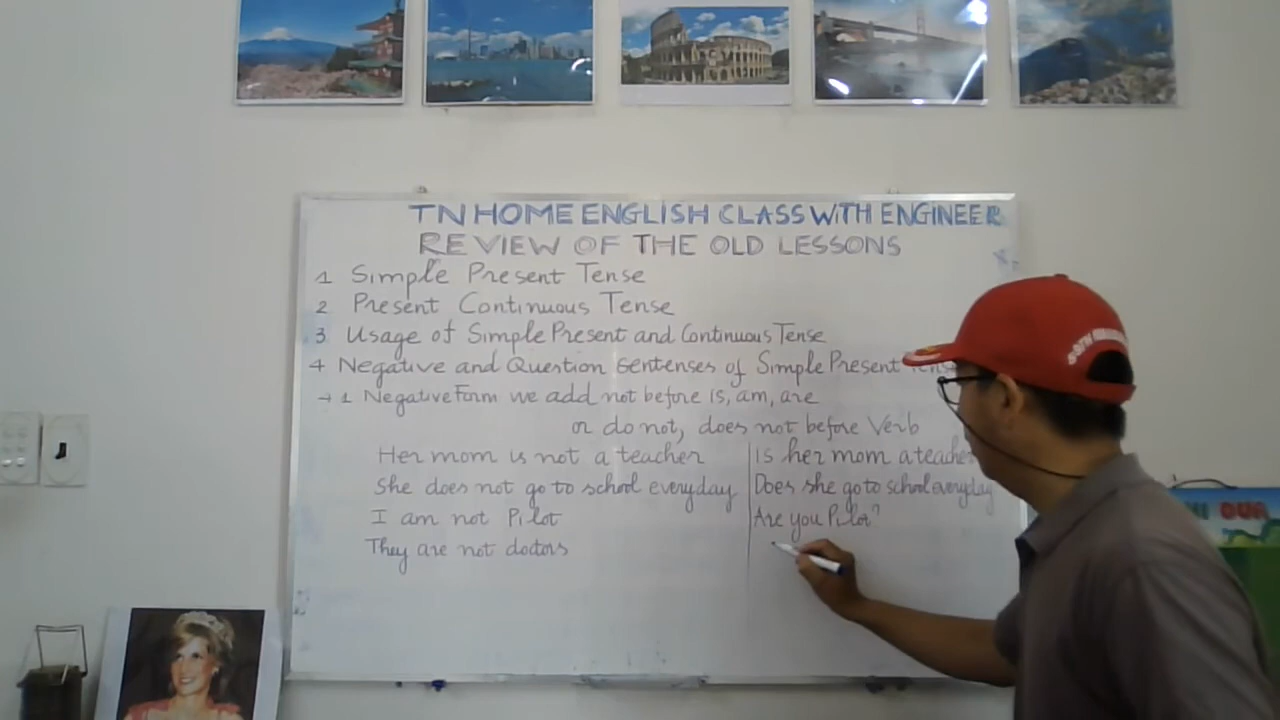 TN HOME ENGLISH CLASS WITH ENGINEER
REVIEW OF THE OLD LESSONS
1 Simple Present Tense
2 Present Continuous Tense
3 Usage of Simple Present and Continuous Tense
4 Negative and Question Sentenses of Simple Present Tense
→ 1 Negative Form we add not before is, am, are
or do not, does not before Verb
Her mom is not a teacher
She does not go to school everyday
I am not Pilot
They are not doctors
Is her mom a teacher
Does she go to school everyday
Are you Pilot?